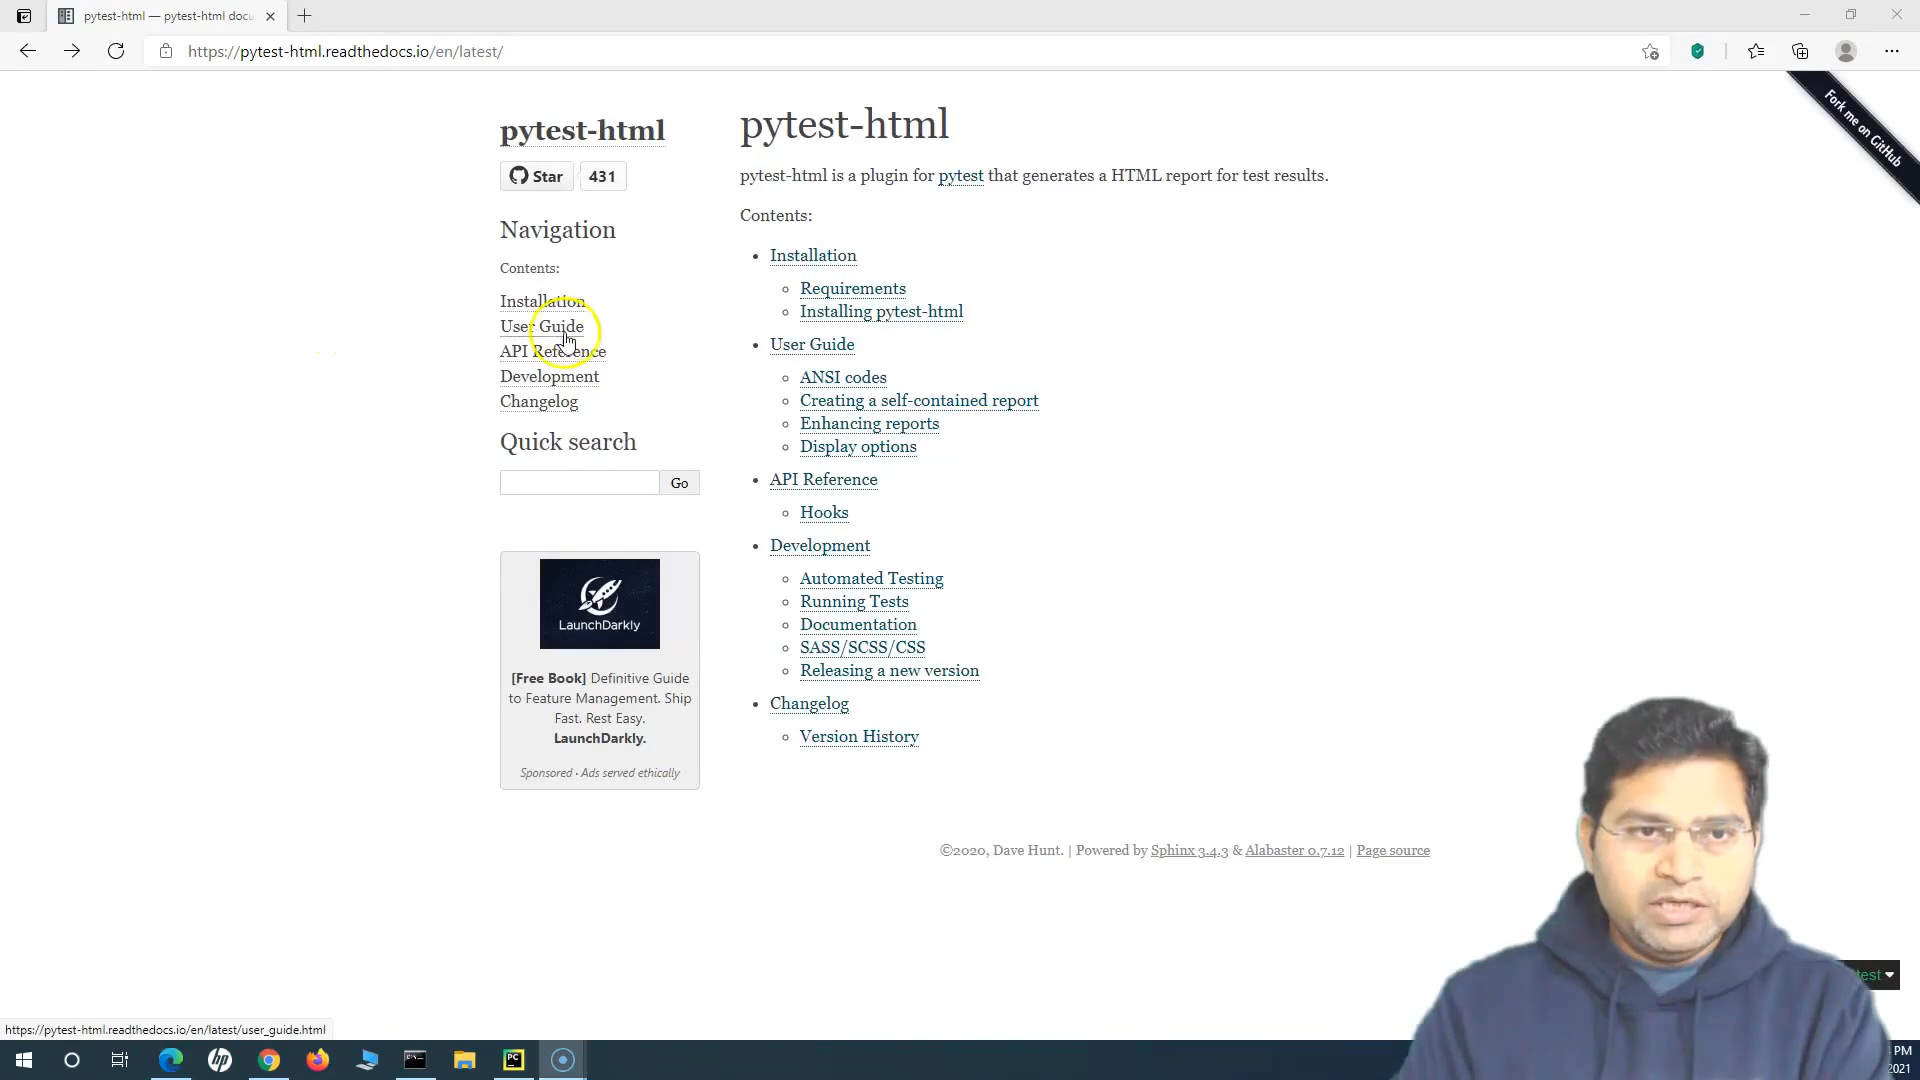 pytest-html — pytest-html docu
https://pytest-html.readthedocs.io/en/latest/
Fork me on GitHub
pytest-html
Star 431
Navigation
Contents:
Installation
User Guide
API Reference
Development
Changelog
Quick search
Go
LaunchDarkly
[Free Book] Definitive Guide
to Feature Management. Ship
Fast. Rest Easy.
LaunchDarkly.
Sponsored · Ads served ethically
pytest-html
pytest-html is a plugin for pytest that generates a HTML report for test results.
Contents:
• Installation
◦ Requirements
◦ Installing pytest-html
• User Guide
◦ ANSI codes
◦ Creating a self-contained report
◦ Enhancing reports
◦ Display options
• API Reference
◦ Hooks
• Development
◦ Automated Testing
◦ Running Tests
◦ Documentation
◦ SASS/SCSS/CSS
◦ Releasing a new version
• Changelog
◦ Version History
©2020, Dave Hunt. | Powered by Sphinx 3.4.3 & Alabaster 0.7.12 | Page source
https://pytest-html.readthedocs.io/en/latest/user_guide.html
hp
PC
PM
2021